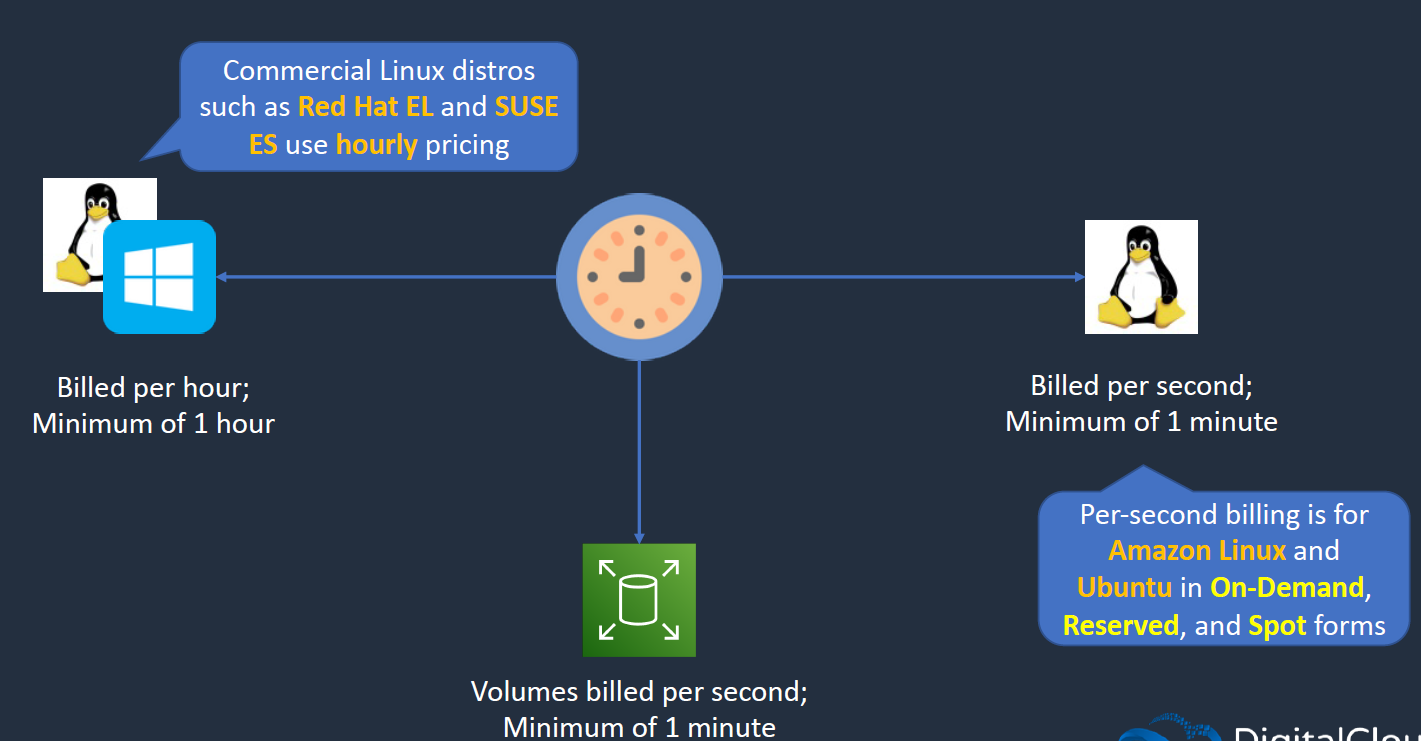 Commercial Linux distros
such as Red Hat EL and SUSE
ES use hourly pricing
Billed per hour;
Minimum of 1 hour
Billed per second;
Minimum of 1 minute
Per-second billing is for
Amazon Linux and
Ubuntu in On-Demand,
Reserved, and Spot forms
Volumes billed per second;
Minimum of 1 minute